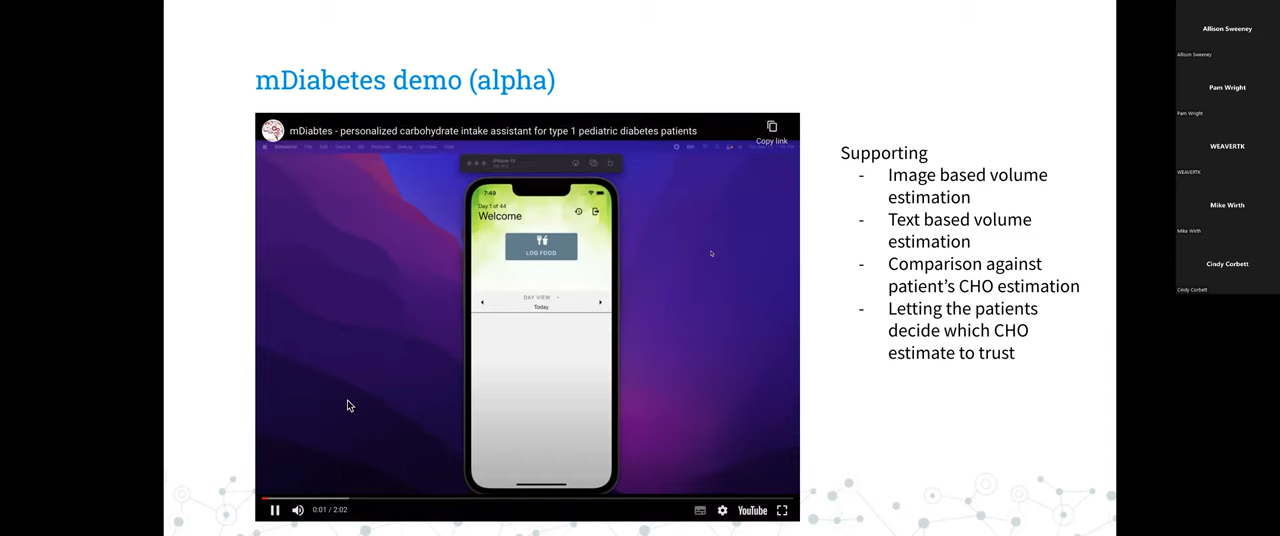 mDiabetes demo (alpha)
mDiabtes - personalized carbohydrate intake assistant for type 1 pediatric diabetes patients
Copy link
iPhone 13
7:49
Day 1 of 44
Welcome
LOG FOOD
DAY VIEW
Today
0:01 / 2:02
YouTube
Supporting
- Image based volume
estimation
- Text based volume
estimation
- Comparison against
patient's CHO estimation
- Letting the patients
decide which CHO
estimate to trust
Allison Sweeney
Allison Sweeney
Pam Wright
Pam Wright
WEAVERTK
WEAVERTK
Mike Wirth
Mike Wirth
Cindy Corbett
Cindy Corbett